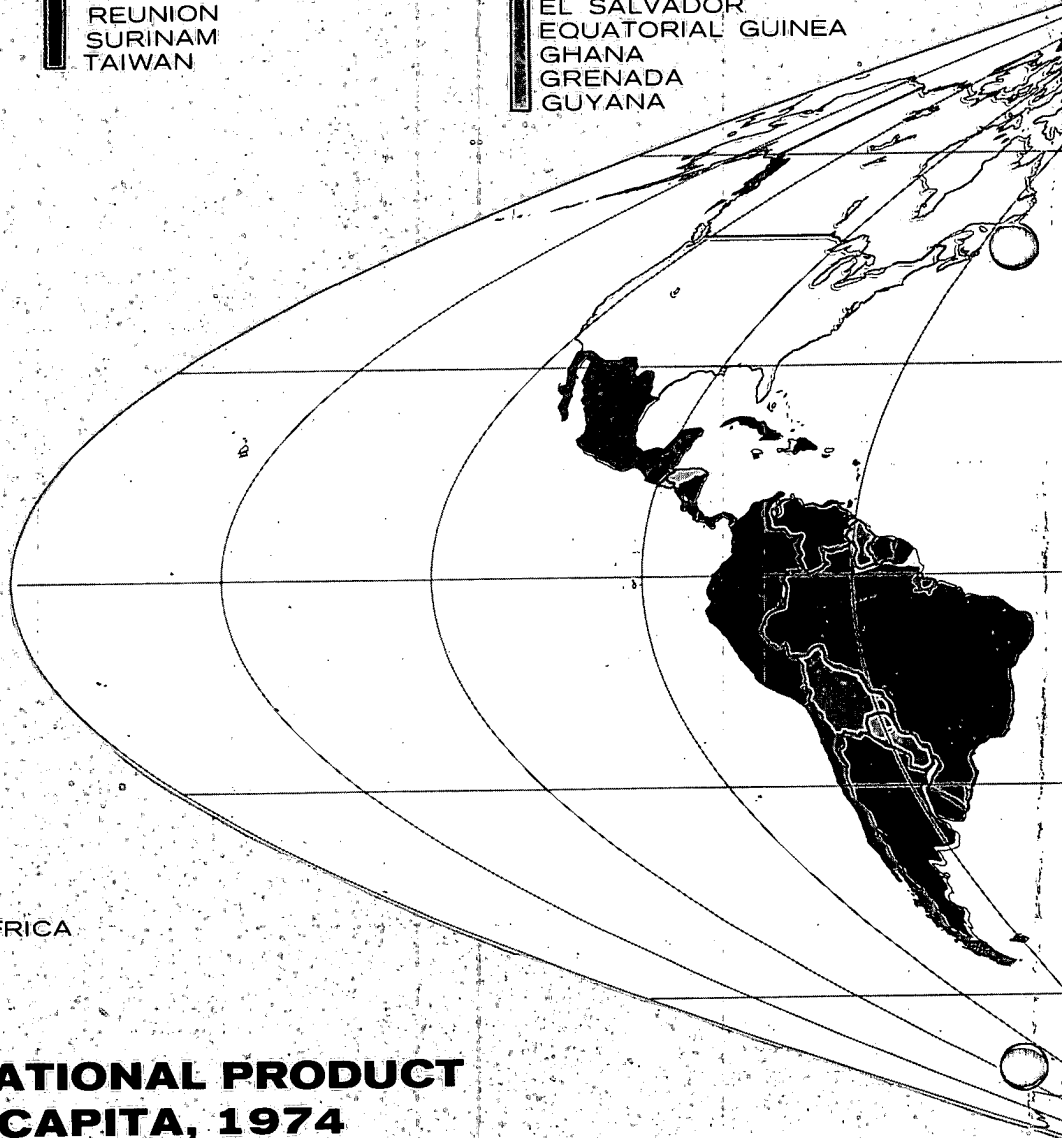 REUNION
SURINAM
TAIWAN
EL SALVADOR
EQUATORIAL GUINEA
GHANA
GRENADA
GUYANA
FRICA
ATIONAL PRODUCT
CAPITA, 1974